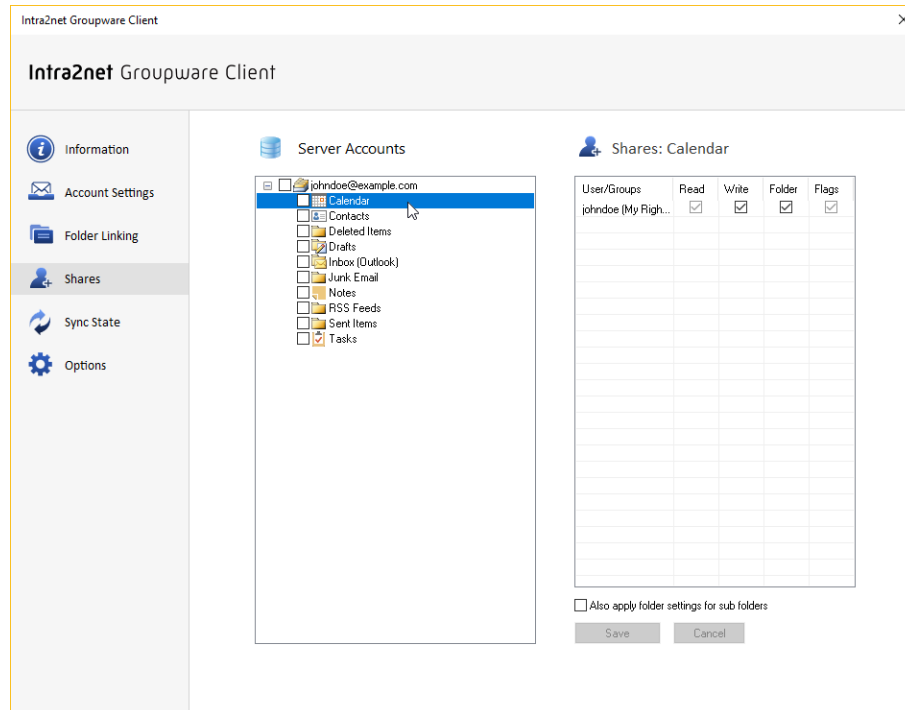 Intra2net Groupware Client
Intra2net Groupware Client
Information
Account Settings
Folder Linking
Shares
Sync State
Options
Server Accounts
johndoe@example.com
Calendar
Contacts
Deleted Items
Drafts
Inbox (Outlook)
Junk Email
Notes
RSS Feeds
Sent Items
Tasks
Shares: Calendar
User/Groups Read Write Folder Flags
johndoe (My Righ...
Also apply folder settings for sub folders
Save Cancel